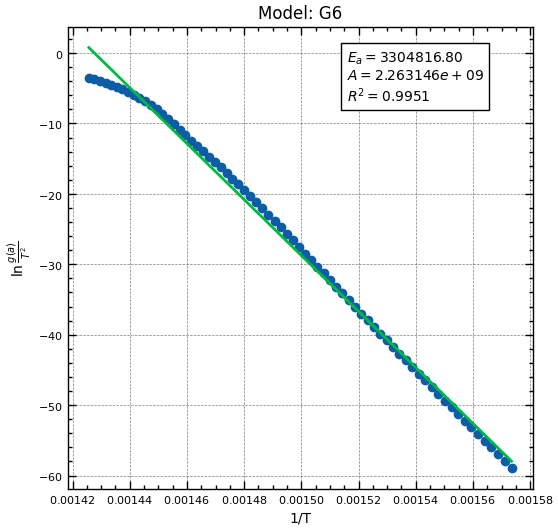 Model: G6
E_a = 3304816.80
A = 2.263146e + 09
R^2 = 0.9951
0
−10
−20
−30
−40
−50
−60
ln g(a)/T^2
0.00142 0.00144 0.00146 0.00148 0.00150 0.00152 0.00154 0.00156 0.00158
1/T